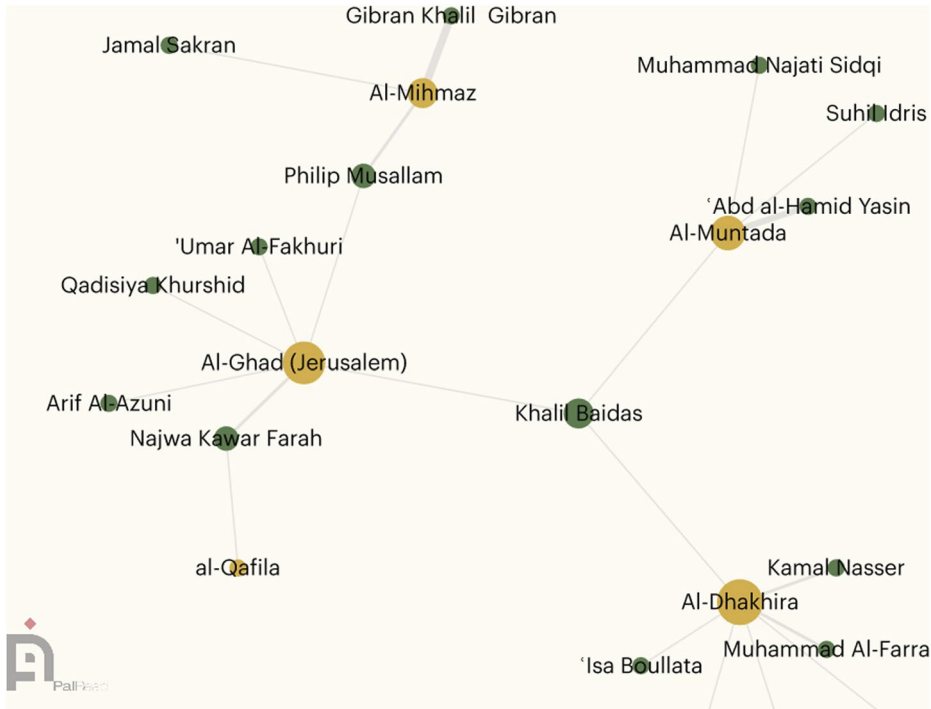 Gibran Khalil  Gibran
Jamal Sakran
Muhammad Najati Sidqi
Al-Mihmaz
Suhil Idris
Philip Musallam
ʿAbd al-Hamid Yasin
Al-Muntada
'Umar Al-Fakhuri
Qadisiya Khurshid
Al-Ghad (Jerusalem)
Arif Al-Azuni
Khalil Baidas
Najwa Kawar Farah
al-Qafila
Kamal Nasser
Al-Dhakhira
Muhammad Al-Farra
ʿIsa Boullata
PalRead